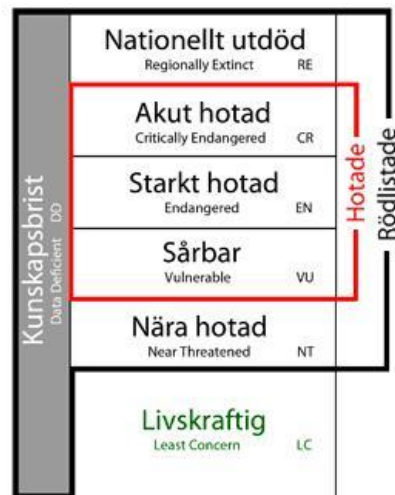 Nationellt utdöd
Regionally Extinct RE
Akut hotad
Critically Endangered CR
Starkt hotad
Endangered EN
Sårbar
Vulnerable VU
Nära hotad
Near Threatened NT
Livskraftig
Least Concern LC
Kunskapsbrist
Data Deficient DD
Hotade
Rödlistade